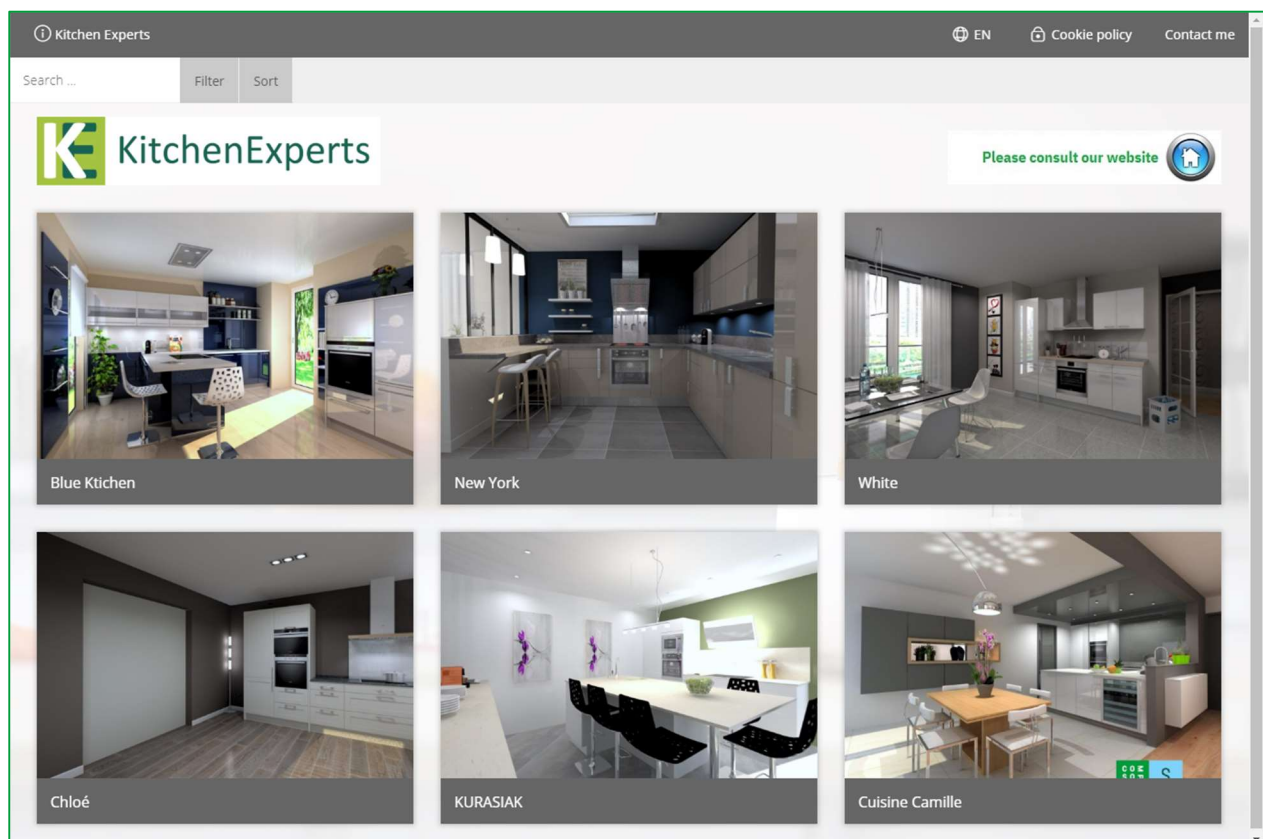 Kitchen Experts EN Cookie policy Contact me
Search ... Filter Sort
KE KitchenExperts
Please consult our website
Blue Ktichen New York White
S
Chloé KURASIAK Cuisine Camille